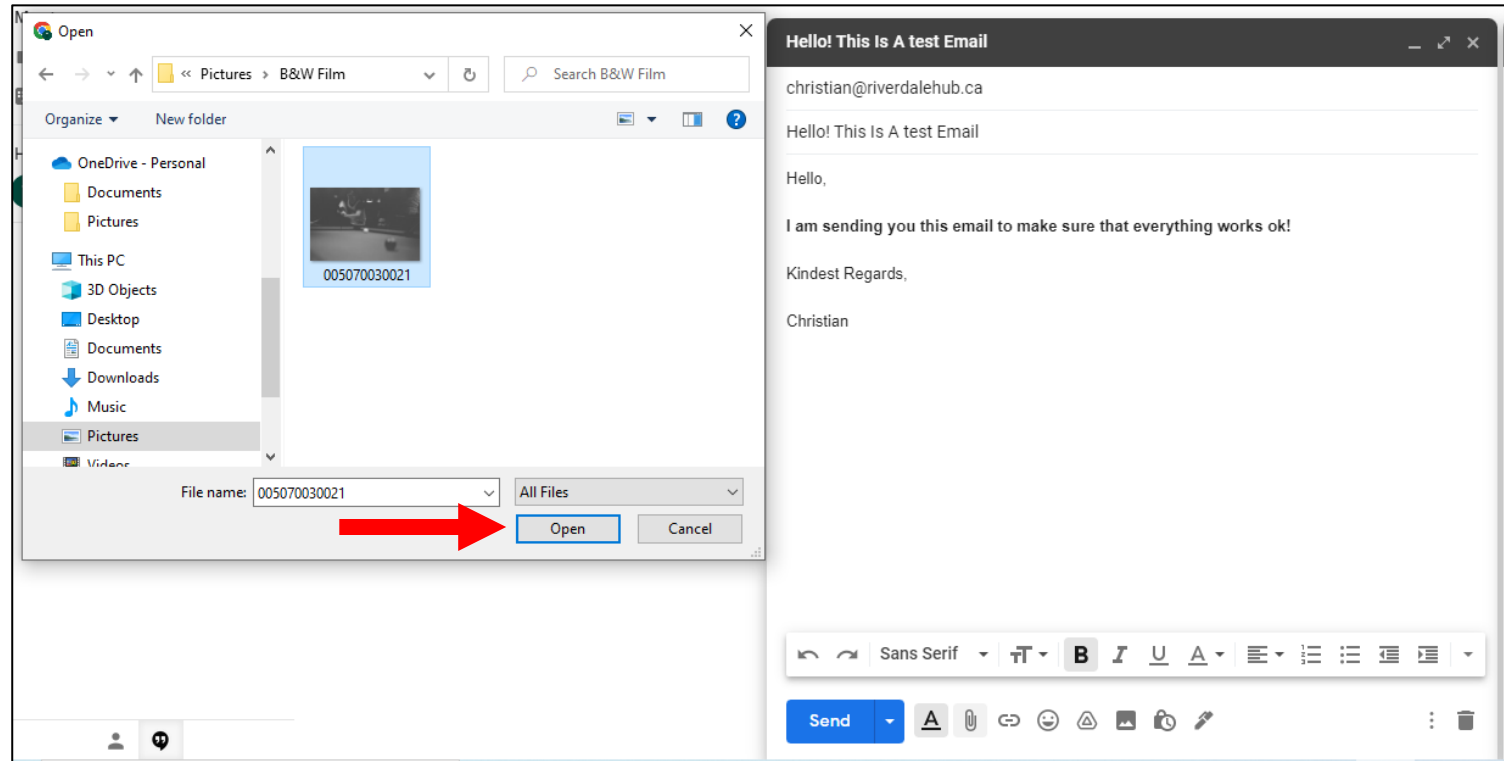 Open
« Pictures > B&W Film
Search B&W Film
Organize
New folder
OneDrive - Personal
Documents
Pictures
This PC
3D Objects
Desktop
Documents
Downloads
Music
Pictures
Videos
005070030021
File name: 005070030021
All Files
Open
Cancel
Hello! This Is A test Email
christian@riverdalehub.ca
Hello! This Is A test Email
Hello,
I am sending you this email to make sure that everything works ok!
Kindest Regards,
Christian
Sans Serif
B I U A
Send
A